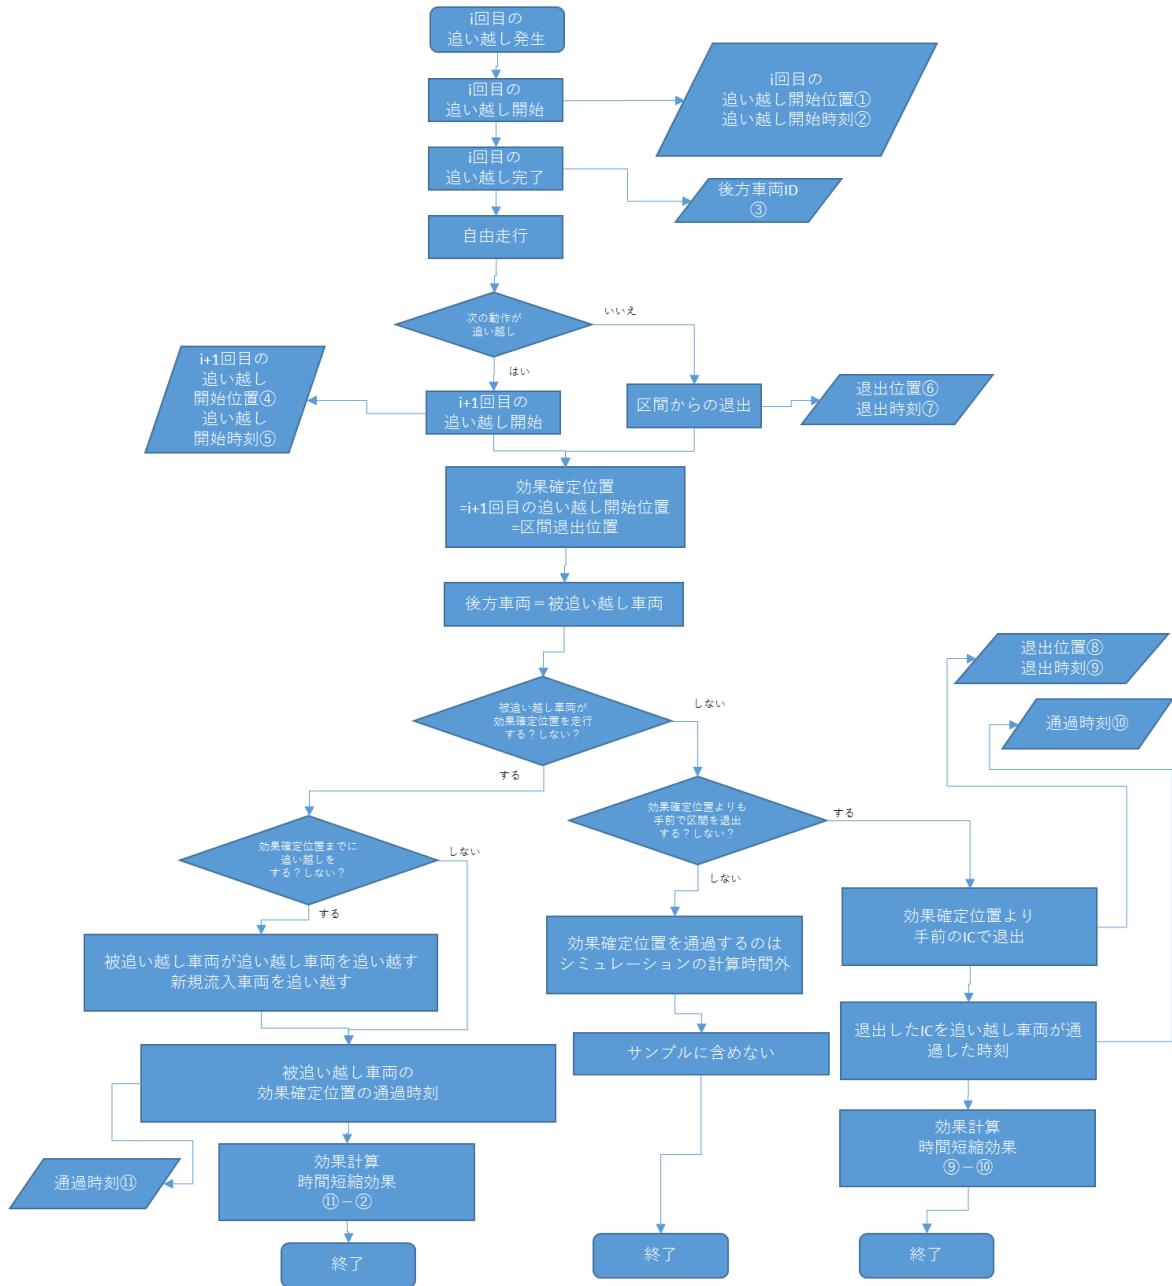 i回目の
追い越し発生
i回目の
追い越し開始
i回目の
追い越し開始位置①
追い越し開始時刻②
i回目の
追い越し完了
後方車両ID
③
自由走行
次の動作が
追い越し
いいえ
はい
i+1回目の
追い越し
開始位置④
追い越し
開始時刻⑤
i+1回目の
追い越し開始
区間からの退出
退出位置⑥
退出時刻⑦
効果確定位置
=i+1回目の追い越し開始位置
=区間退出位置
後方車両＝被追い越し車両
被追い越し車両が
効果確定位置を走行
する？しない？
しない
する
退出位置⑧
退出時刻⑨
通過時刻⑩
効果確定位置までに
追い越しを
する？しない？
しない
する
効果確定位置よりも
手前で区間を退出
する？しない？
する
しない
被追い越し車両が追い越し車両を追い越す
新規流入車両を追い越す
効果確定位置を通過するのは
シミュレーションの計算時間外
効果確定位置より
手前のICで退出
被追い越し車両の
効果確定位置の通過時刻
サンプルに含めない
退出したICを追い越し車両が通
過した時刻
通過時刻⑪
効果計算
時間短縮効果
⑪－②
効果計算
時間短縮効果
⑨－⑩
終了
終了
終了